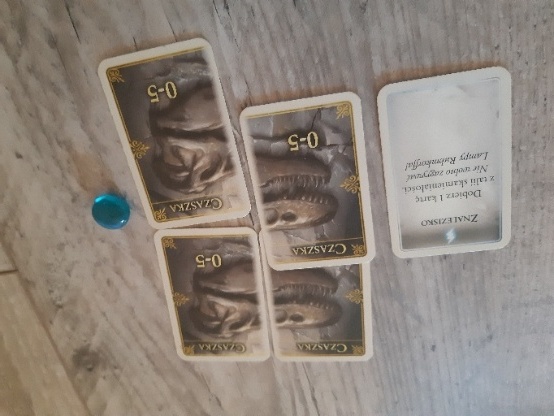 CZASZKA
0-5
CZASZKA
0-5
ZNALEZISKO
Dobierz 1 kartę
z talii skamieniałości.
Nie wolno zagrywać
Lampy Ruhmkorffa!
CZASZKA
0-5
CZASZKA